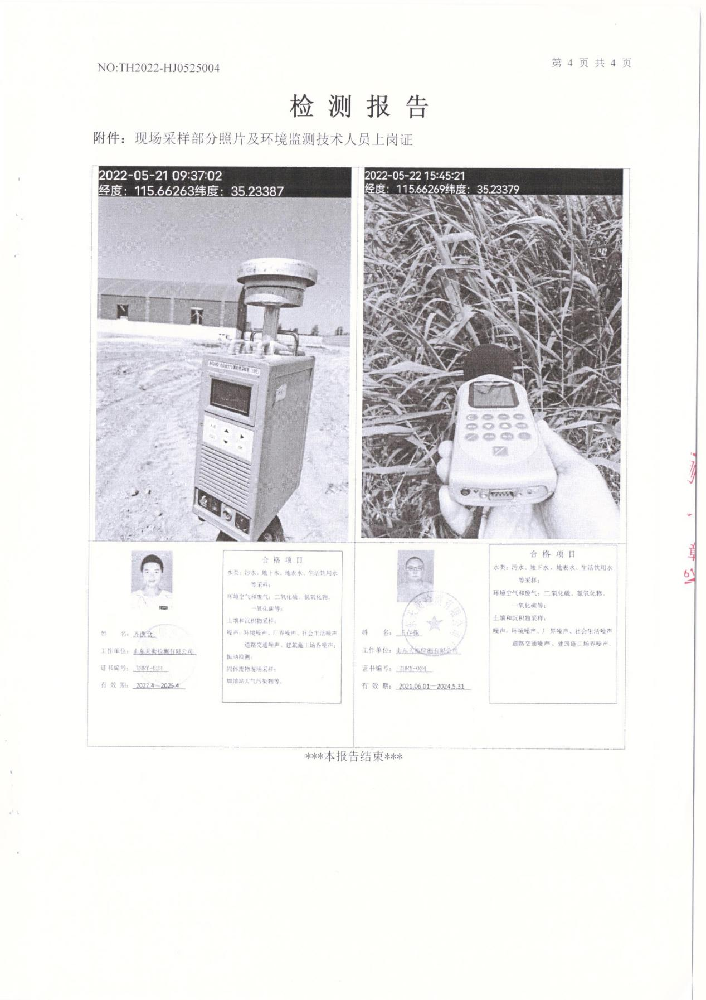 NO:TH2022-HJ0525004
第 4 页 共 4 页
检测报告
附件：现场采样部分照片及环境监测技术人员上岗证
2022-05-21 09:37:02
经度：115.66263纬度：35.23387
2022-05-22 15:45:21
经度：115.66269纬度：35.23379
姓 名：
工作单位：山东天衡检测有限公司
证书编号：THRY-023
有 效 期：2022.4—2025.4
合格项目
水类：污水、地下水、地表水、生活饮用水
等采样；
环境空气和废气：二氧化硫、氮氧化物、
一氧化碳等；
土壤和沉积物采样；
噪声：环境噪声、厂界噪声、社会生活噪声
道路交通噪声、建筑施工场界噪声；
振动检测；
固体废物现场采样；
加油站大气污染物等。
姓 名：
工作单位：山东天衡检测有限公司
证书编号：THRY-034
有 效 期：2021.06.01—2024.5.31
合格项目
水类：污水、地下水、地表水、生活饮用水
等采样；
环境空气和废气：二氧化硫、氮氧化物、
一氧化碳等；
土壤和沉积物采样；
噪声：环境噪声、厂界噪声、社会生活噪声
道路交通噪声、建筑施工场界噪声。
***本报告结束***
章